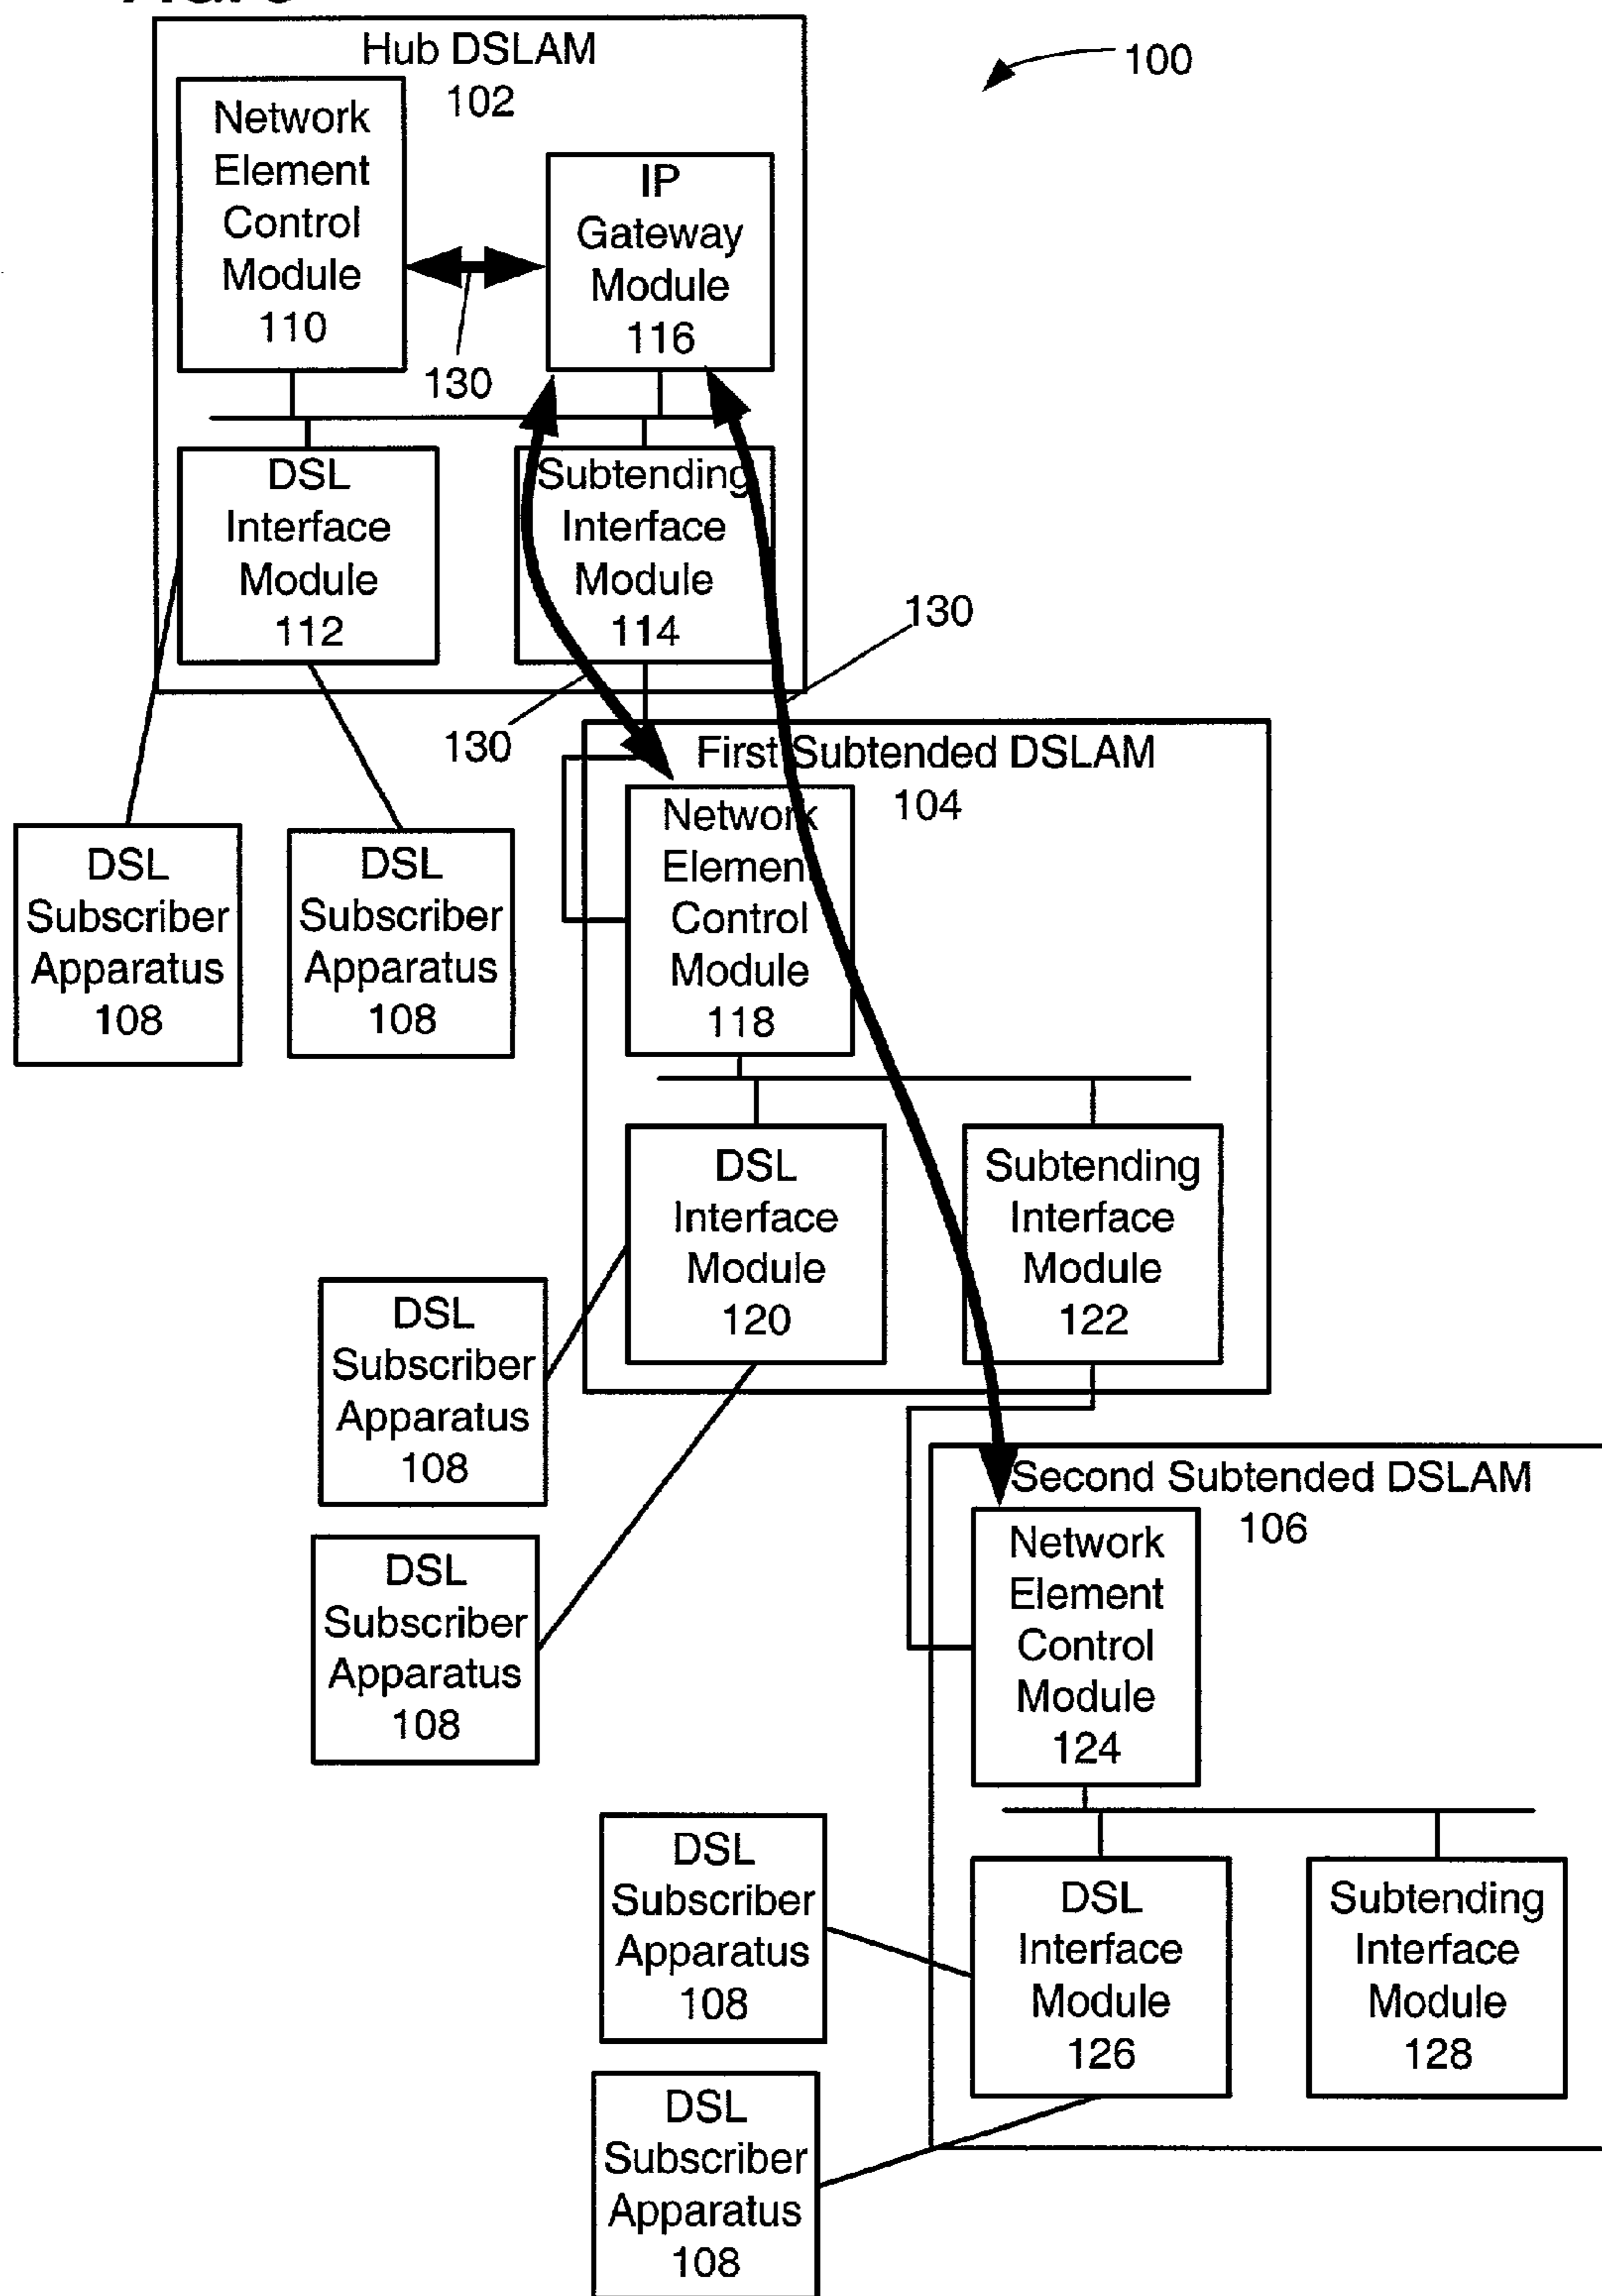 Hub DSLAM
102
100
Network
Element
Control
Module
110
IP
Gateway
Module
116
130
DSL
Interface
Module
112
Subtending
Interface
Module
114
130
130
First Subtended DSLAM
104
Network
Element
Control
Module
118
DSL
Subscriber
Apparatus
108
DSL
Subscriber
Apparatus
108
DSL
Interface
Module
120
Subtending
Interface
Module
122
DSL
Subscriber
Apparatus
108
DSL
Subscriber
Apparatus
108
Second Subtended DSLAM
106
Network
Element
Control
Module
124
DSL
Subscriber
Apparatus
108
DSL
Interface
Module
126
Subtending
Interface
Module
128
DSL
Subscriber
Apparatus
108